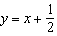 y = x + 1/2